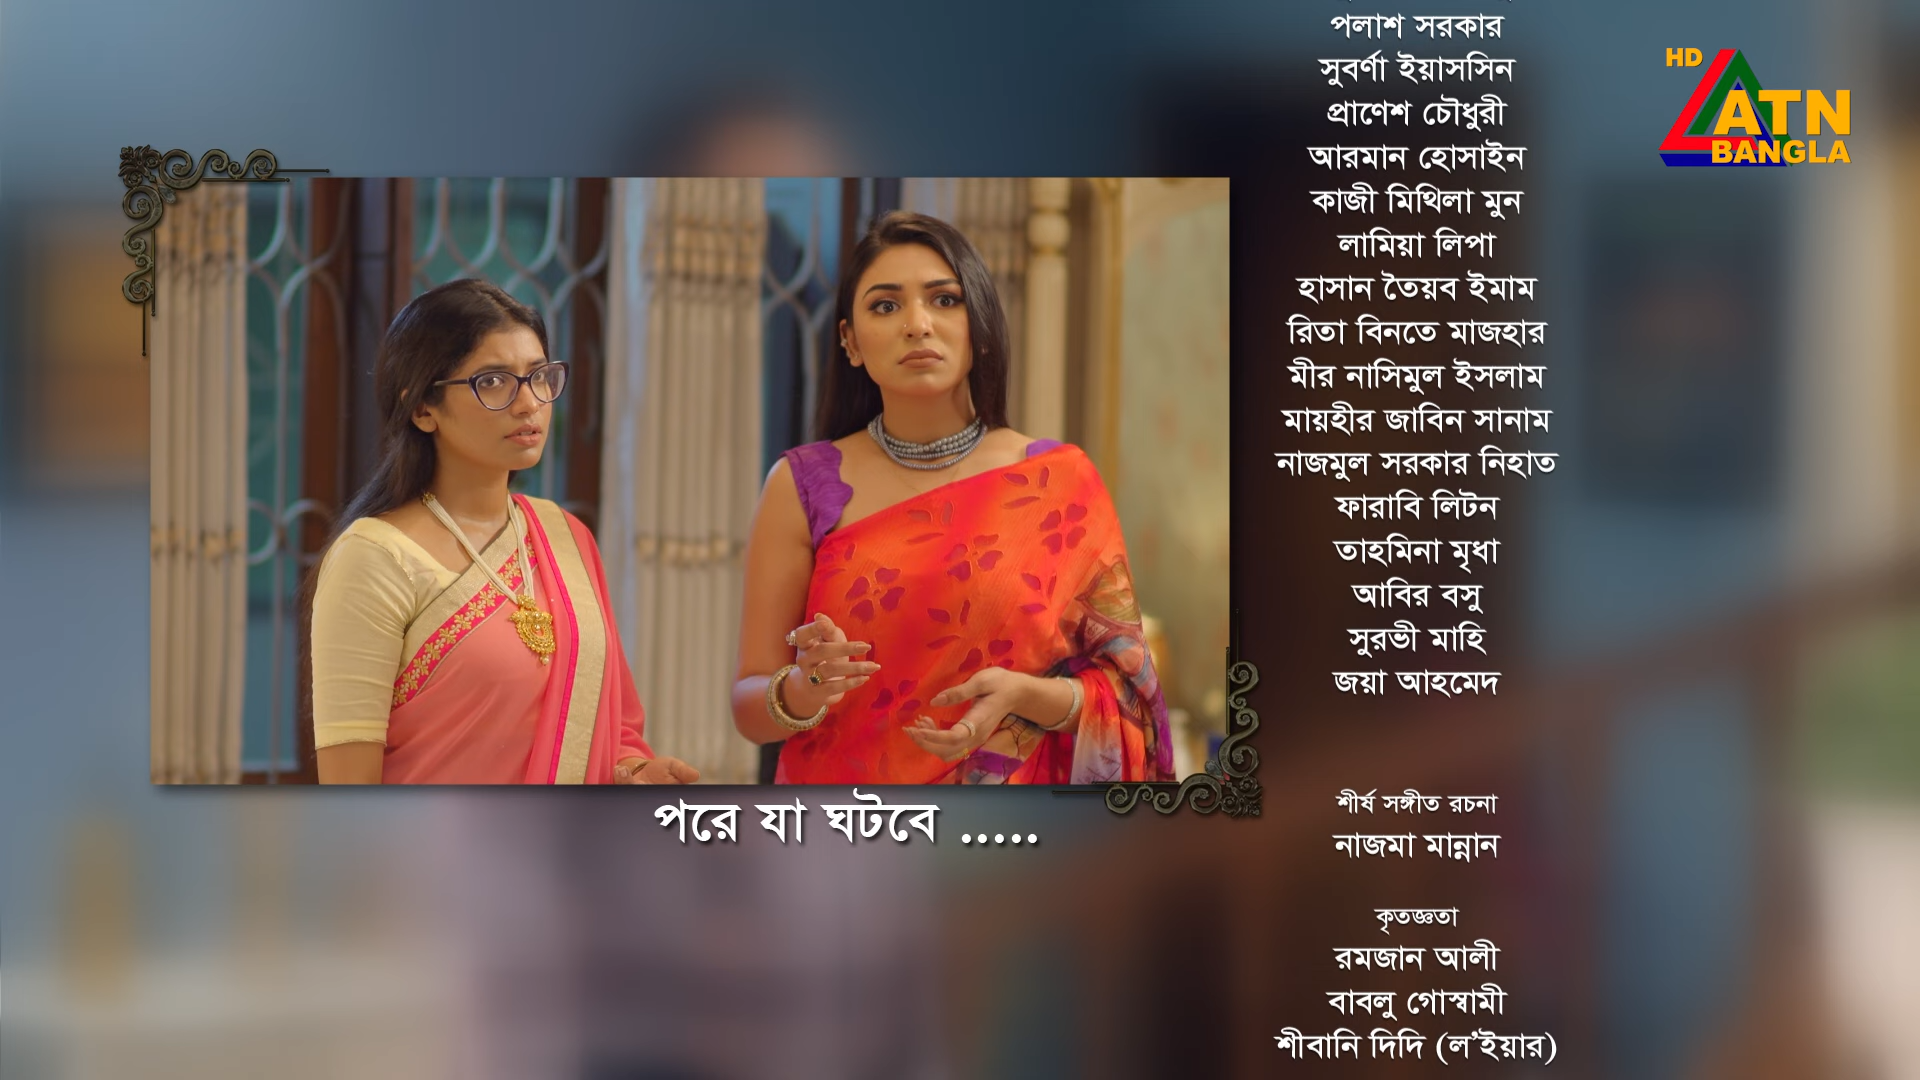 পলাশ সরকার
সুবর্ণা ইয়াসসিন
প্রাণেশ চৌধুরী
আরমান হোসাইন
কাজী মিথিলা মুন
লামিয়া লিপা
হাসান তৈয়ব ইমাম
রিতা বিনতে মাজহার
মীর নাসিমুল ইসলাম
মায়হীর জাবিন সানাম
নাজমুল সরকার নিহাত
ফারাবি লিটন
তাহমিনা মৃধা
আবির বসু
সুরভী মাহি
জয়া আহমেদ
শীর্ষ সঙ্গীত রচনা
নাজমা মান্নান
কৃতজ্ঞতা
রমজান আলী
বাবলু গোস্বামী
শীবানি দিদি (ল’ইয়ার)
পরে যা ঘটবে .....
HD
ATN
BANGLA